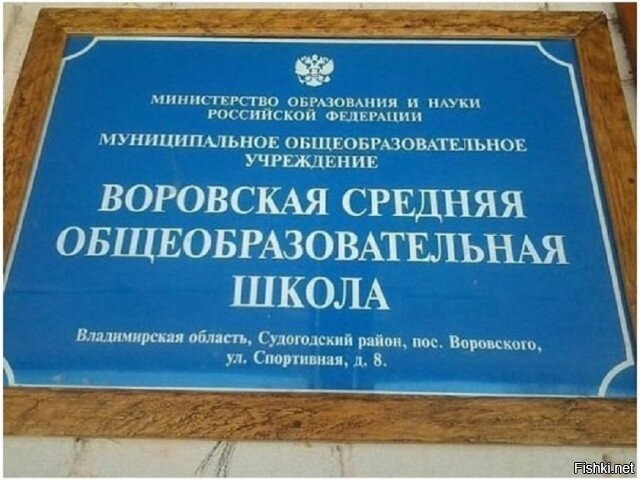 МИНИСТЕРСТВО ОБРАЗОВАНИЯ И НАУКИ
РОССИЙСКОЙ ФЕДЕРАЦИИ
МУНИЦИПАЛЬНОЕ ОБЩЕОБРАЗОВАТЕЛЬНОЕ
УЧРЕЖДЕНИЕ
ВОРОВСКАЯ СРЕДНЯЯ
ОБЩЕОБРАЗОВАТЕЛЬНАЯ
ШКОЛА
Владимирская область, Судогодский район, пос. Воровского,
ул. Спортивная, д. 8.
Fishki.net